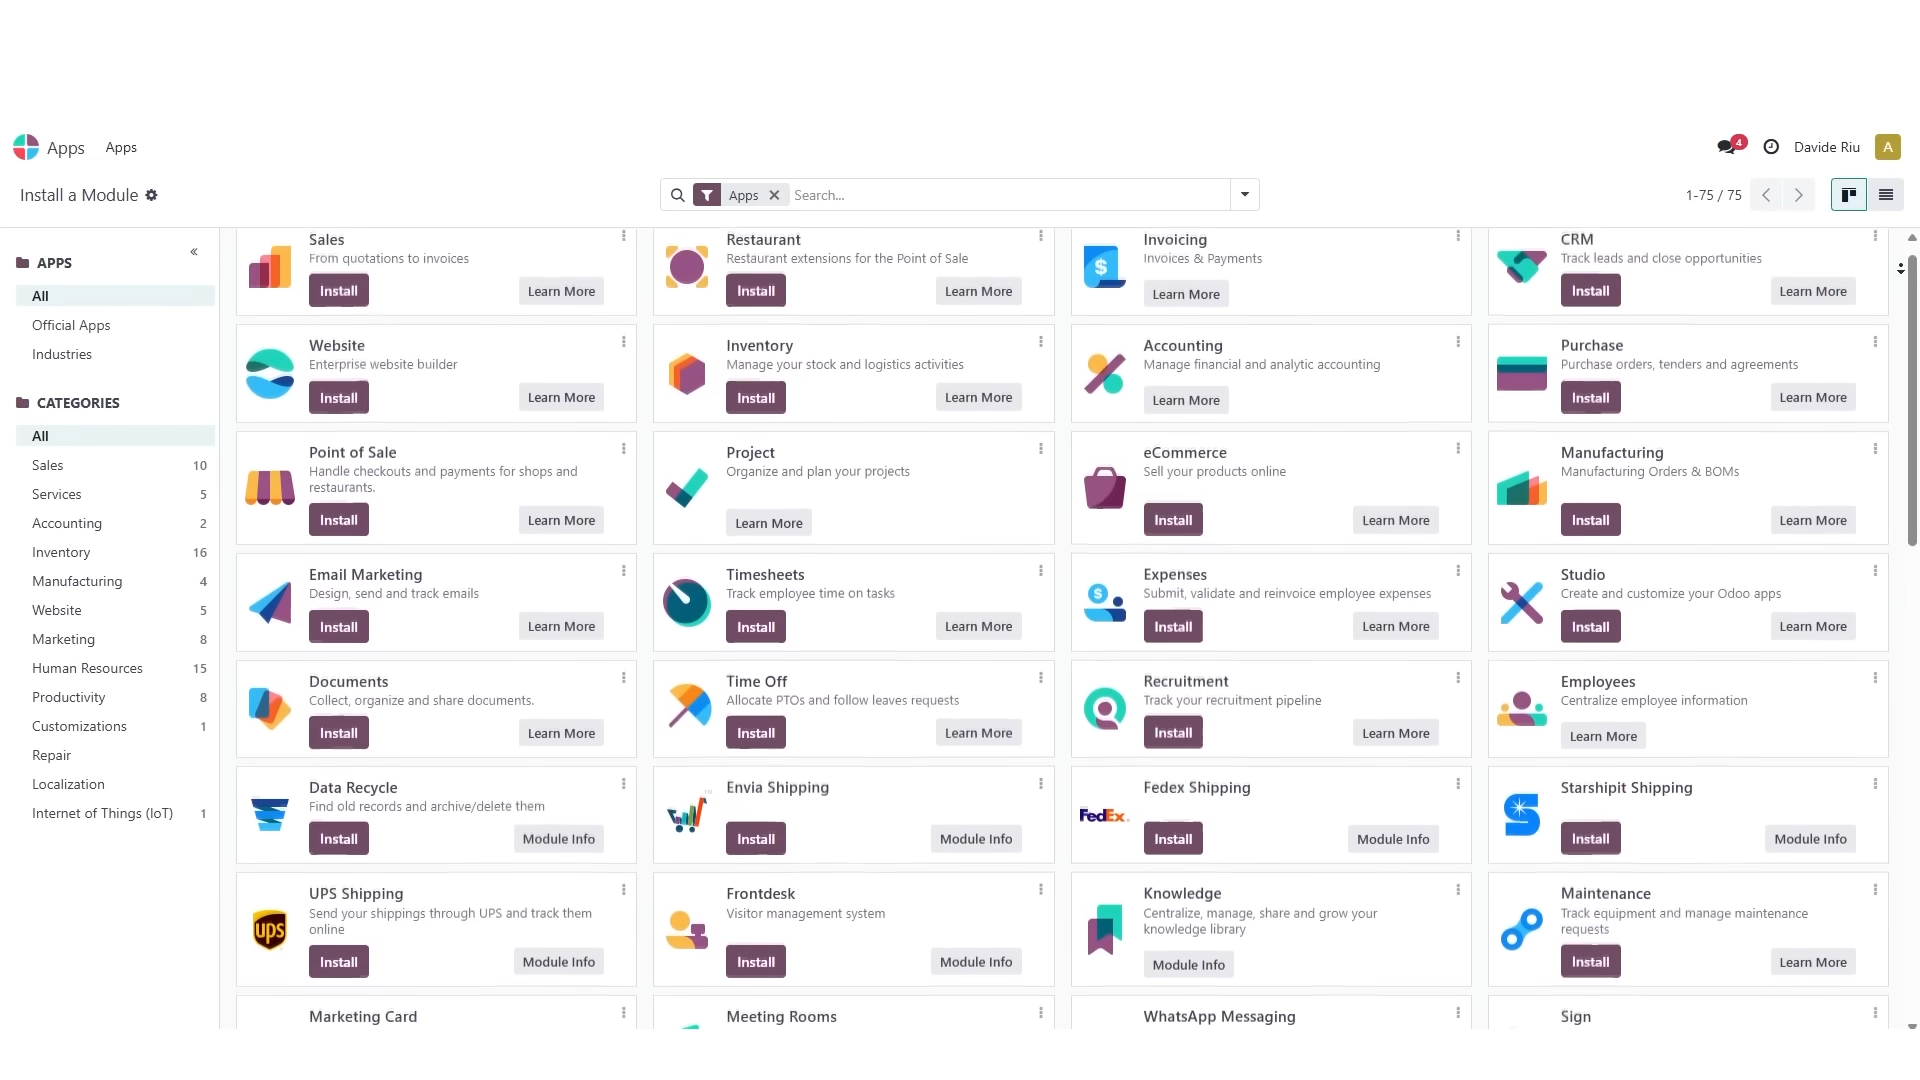 Apps Apps 4 Davide Riu A
Install a Module Apps Search... 1-75 / 75
APPS
All
Official Apps
Industries
CATEGORIES
All
Sales 10
Services 5
Accounting 2
Inventory 16
Manufacturing 4
Website 5
Marketing 8
Human Resources 15
Productivity 8
Customizations 1
Repair
Localization
Internet of Things (IoT) 1
Sales
From quotations to invoices
Install Learn More
Restaurant
Restaurant extensions for the Point of Sale
Install Learn More
Invoicing
Invoices & Payments
Learn More
CRM
Track leads and close opportunities
Install Learn More
Website
Enterprise website builder
Install Learn More
Inventory
Manage your stock and logistics activities
Install Learn More
Accounting
Manage financial and analytic accounting
Learn More
Purchase
Purchase orders, tenders and agreements
Install Learn More
Point of Sale
Handle checkouts and payments for shops and
restaurants.
Install Learn More
Project
Organize and plan your projects
Learn More
eCommerce
Sell your products online
Install Learn More
Manufacturing
Manufacturing Orders & BOMs
Install Learn More
Email Marketing
Design, send and track emails
Install Learn More
Timesheets
Track employee time on tasks
Install Learn More
Expenses
Submit, validate and reinvoice employee expenses
Install Learn More
Studio
Create and customize your Odoo apps
Install Learn More
Documents
Collect, organize and share documents.
Install Learn More
Time Off
Allocate PTOs and follow leaves requests
Install Learn More
Recruitment
Track your recruitment pipeline
Install Learn More
Employees
Centralize employee information
Learn More
Data Recycle
Find old records and archive/delete them
Install Module Info
Envia Shipping
Install Module Info
Fedex Shipping
FedEx.
Install Module Info
Starshipit Shipping
Install Module Info
UPS Shipping
Send your shippings through UPS and track them
online
ups
Install Module Info
Frontdesk
Visitor management system
Install Module Info
Knowledge
Centralize, manage, share and grow your
knowledge library
Module Info
Maintenance
Track equipment and manage maintenance
requests
Install Learn More
Marketing Card
Meeting Rooms
WhatsApp Messaging
Sign